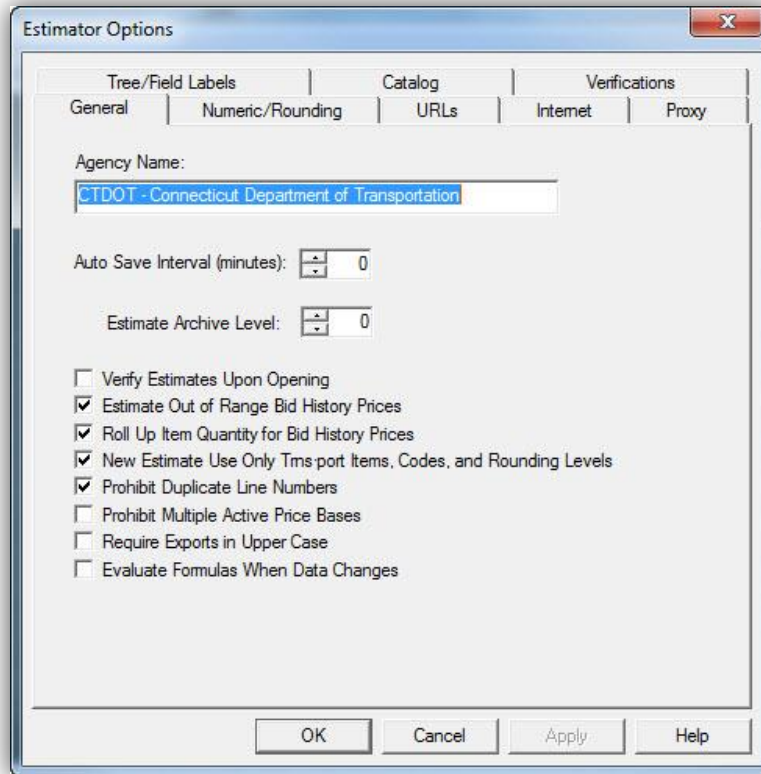 Estimator Options
Tree/Field Labels Catalog Verifications
General Numeric/Rounding URLs Internet Proxy
Agency Name:
CTDOT - Connecticut Department of Transportation
Auto Save Interval (minutes): 0
Estimate Archive Level: 0
Verify Estimates Upon Opening
Estimate Out of Range Bid History Prices
Roll Up Item Quantity for Bid History Prices
New Estimate Use Only Trns·port Items, Codes, and Rounding Levels
Prohibit Duplicate Line Numbers
Prohibit Multiple Active Price Bases
Require Exports in Upper Case
Evaluate Formulas When Data Changes
OK Cancel Apply Help